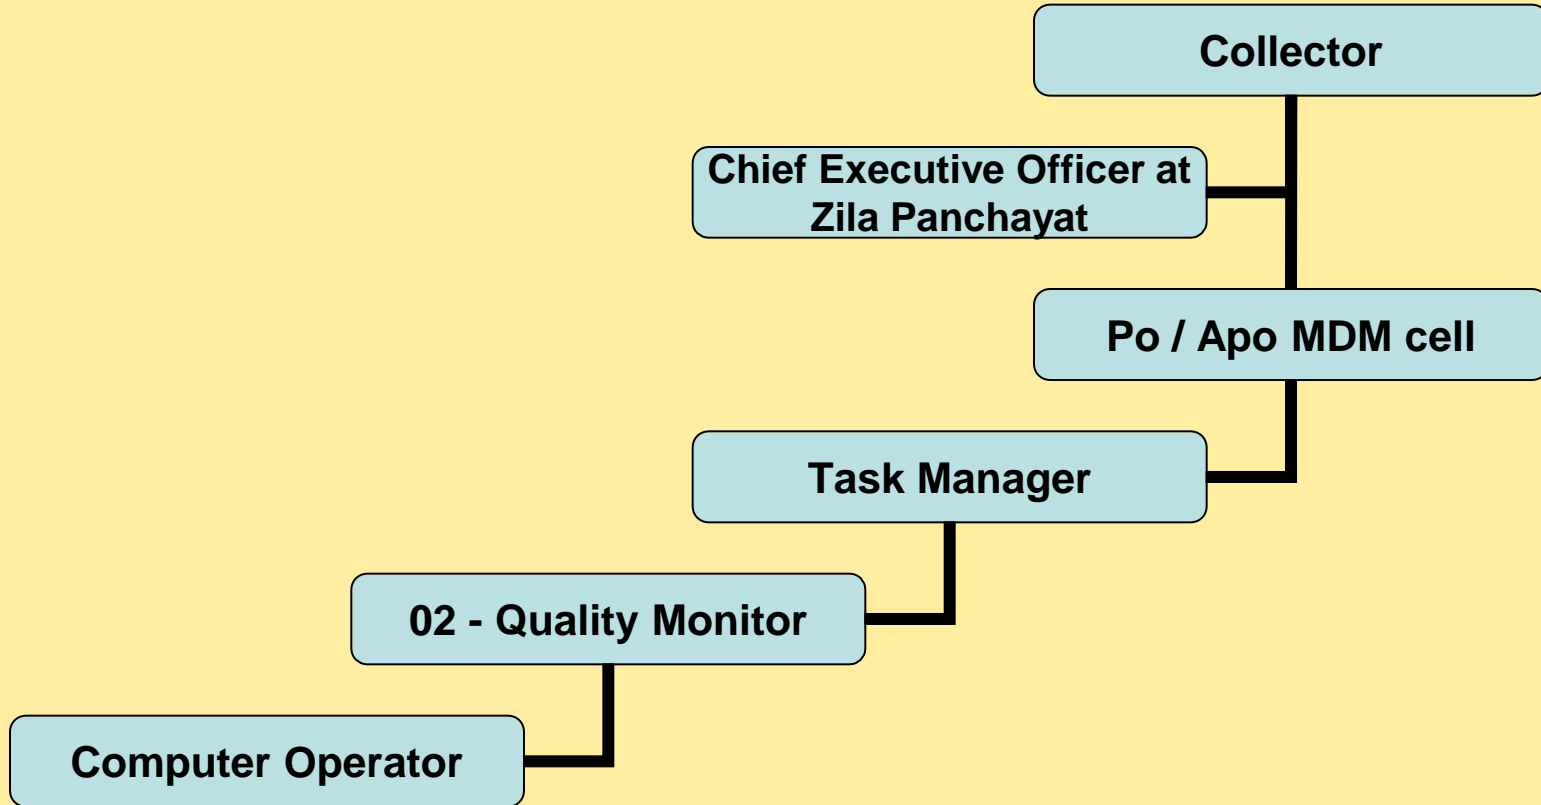 Collector
Chief Executive Officer at
Zila Panchayat
Po / Apo MDM cell
Task Manager
02 - Quality Monitor
Computer Operator